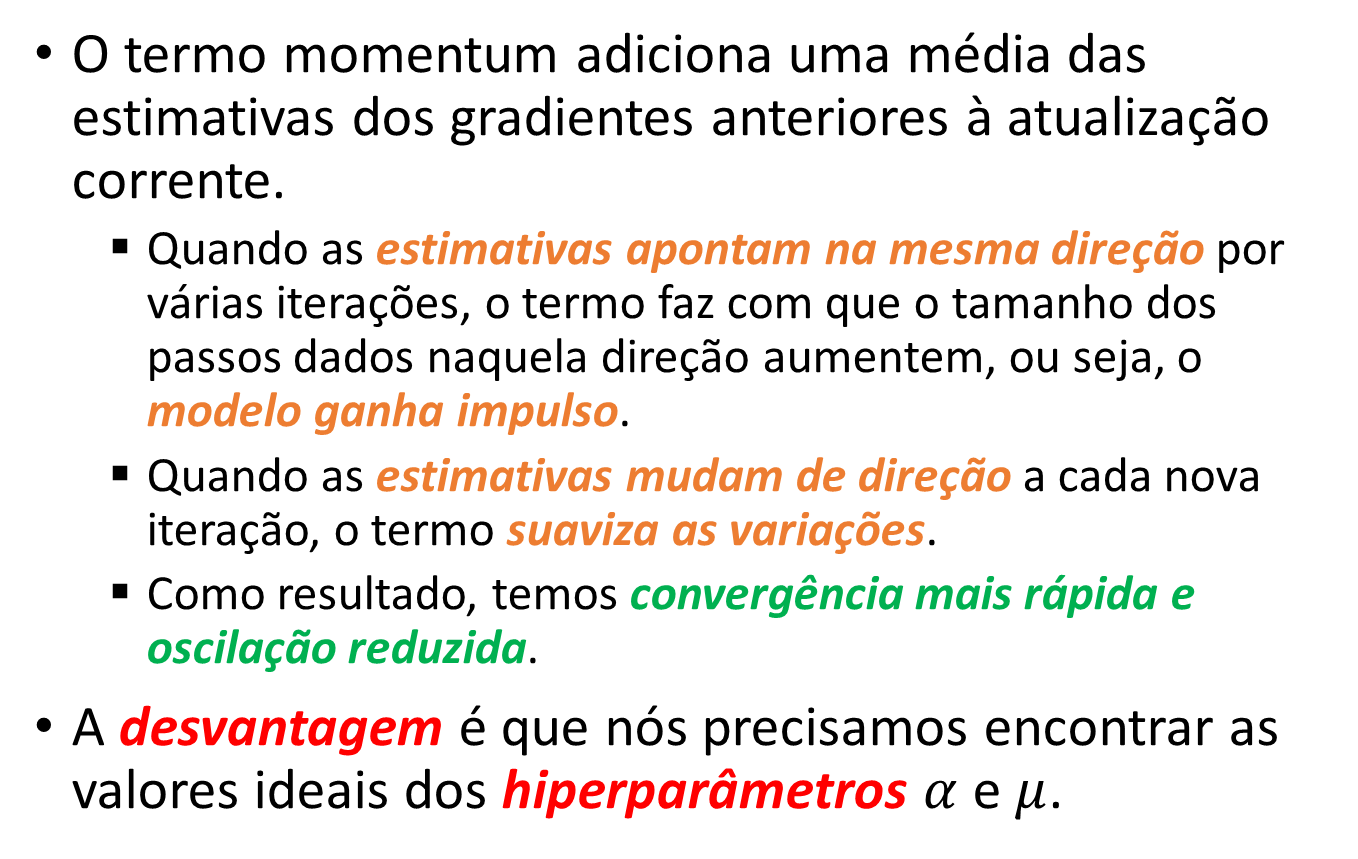 • O termo momentum adiciona uma média das
estimativas dos gradientes anteriores à atualização
corrente.
▪ Quando as estimativas apontam na mesma direção por
várias iterações, o termo faz com que o tamanho dos
passos dados naquela direção aumentem, ou seja, o
modelo ganha impulso.
▪ Quando as estimativas mudam de direção a cada nova
iteração, o termo suaviza as variações.
▪ Como resultado, temos convergência mais rápida e
oscilação reduzida.
• A desvantagem é que nós precisamos encontrar as
valores ideais dos hiperparâmetros α e μ.